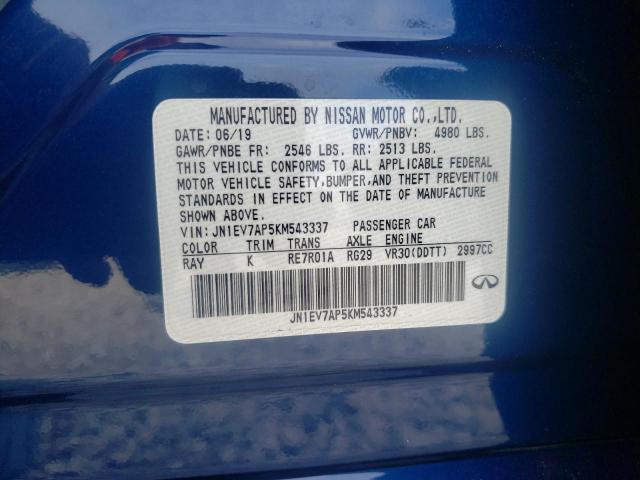 MANUFACTURED BY NISSAN MOTOR CO.,LTD.
DATE: 06/19 GVWR/PNBV: 4980 LBS.
GAWR/PNBE FR: 2546 LBS. RR: 2513 LBS.
THIS VEHICLE CONFORMS TO ALL APPLICABLE FEDERAL
MOTOR VEHICLE SAFETY,BUMPER,AND THEFT PREVENTION
STANDARDS IN EFFECT ON THE DATE OF MANUFACTURE
SHOWN ABOVE.
VIN: JN1EV7AP5KM543337 PASSENGER CAR
COLOR TRIM TRANS AXLE ENGINE
RAY K RE7R01A RG29 VR30(DDTT) 2997CC
JN1EV7AP5KM543337